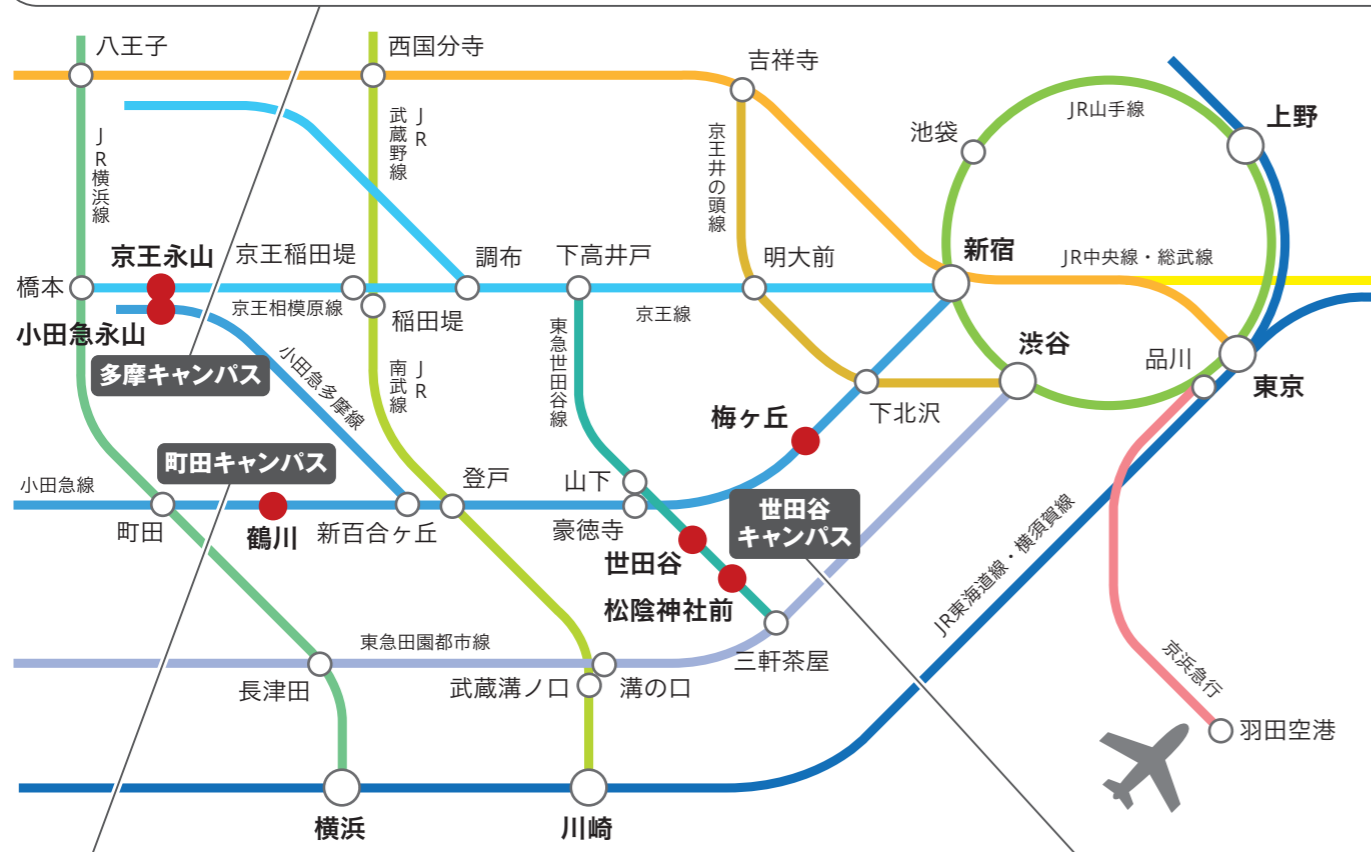 八王子
西国分寺
吉祥寺
JR山手線
上野
池袋
JR横浜線
JR
武蔵野線
京王井の頭線
京王永山
京王稲田堤
調布
下高井戸
明大前
新宿
JR中央線・総武線
橋本
京王相模原線
稲田堤
京王線
小田急永山
多摩キャンパス
小田急多摩線
JR
南武線
東急世田谷線
渋谷
品川
東京
下北沢
梅ヶ丘
町田キャンパス
小田急線
登戸
山下
世田谷
キャンパス
町田
鶴川
新百合ヶ丘
豪徳寺
世田谷
松陰神社前
JR東海道線・横須賀線
東急田園都市線
三軒茶屋
京浜急行
長津田
武蔵溝ノ口
溝の口
羽田空港
横浜
川崎